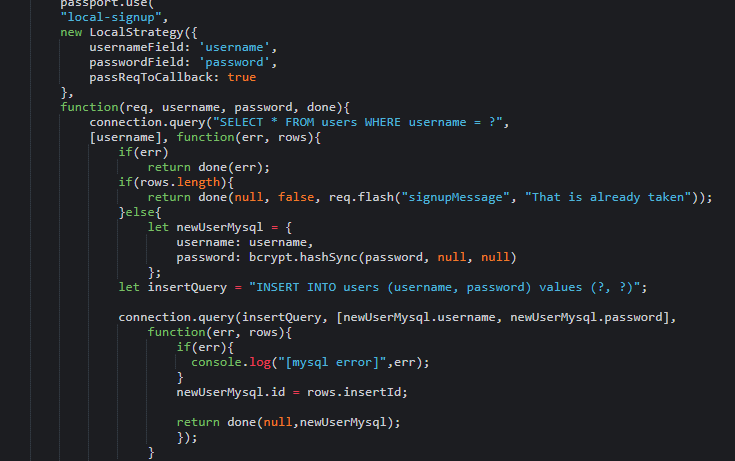 passport.use(
"local-signup",
new LocalStrategy({
usernameField: 'username',
passwordField: 'password',
passReqToCallback: true
},
function(req, username, password, done){
connection.query("SELECT * FROM users WHERE username = ?",
[username], function(err, rows){
if(err)
return done(err);
if(rows.length){
return done(null, false, req.flash("signupMessage", "That is already taken"));
}else{
let newUserMysql = {
username: username,
password: bcrypt.hashSync(password, null, null)
};
let insertQuery = "INSERT INTO users (username, password) values (?, ?)";
connection.query(insertQuery, [newUserMysql.username, newUserMysql.password],
function(err, rows){
if(err){
console.log("[mysql error]",err);
}
newUserMysql.id = rows.insertId;
return done(null,newUserMysql);
});
}